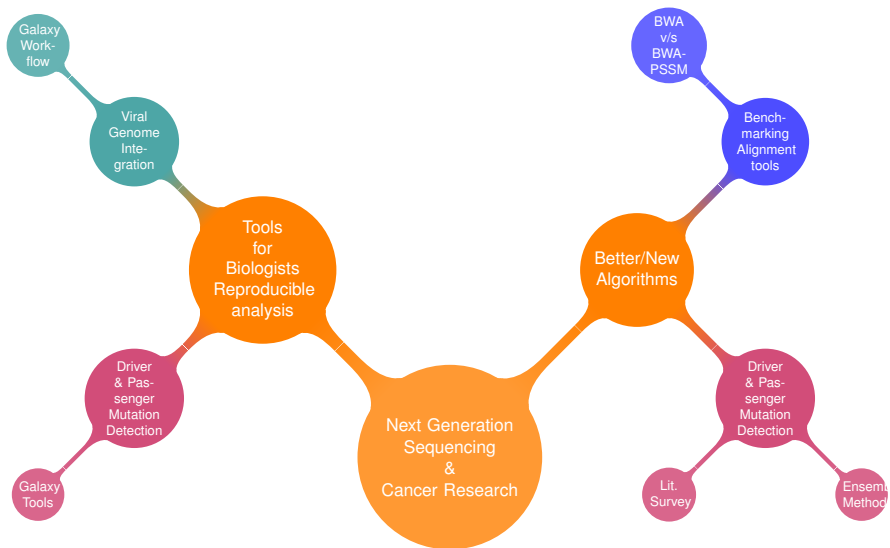 Galaxy
Work-
flow
Viral
Genome
Inte-
gration
Tools
for
Biologists
Reproducible
analysis
Driver
& Pas-
senger
Mutation
Detection
Galaxy
Tools
Next Generation
Sequencing
&
Cancer Research
BWA
v/s
BWA-
PSSM
Bench-
marking
Alignment
tools
Better/New
Algorithms
Driver
& Pas-
senger
Mutation
Detection
Lit.
Survey
Ensemb
Method